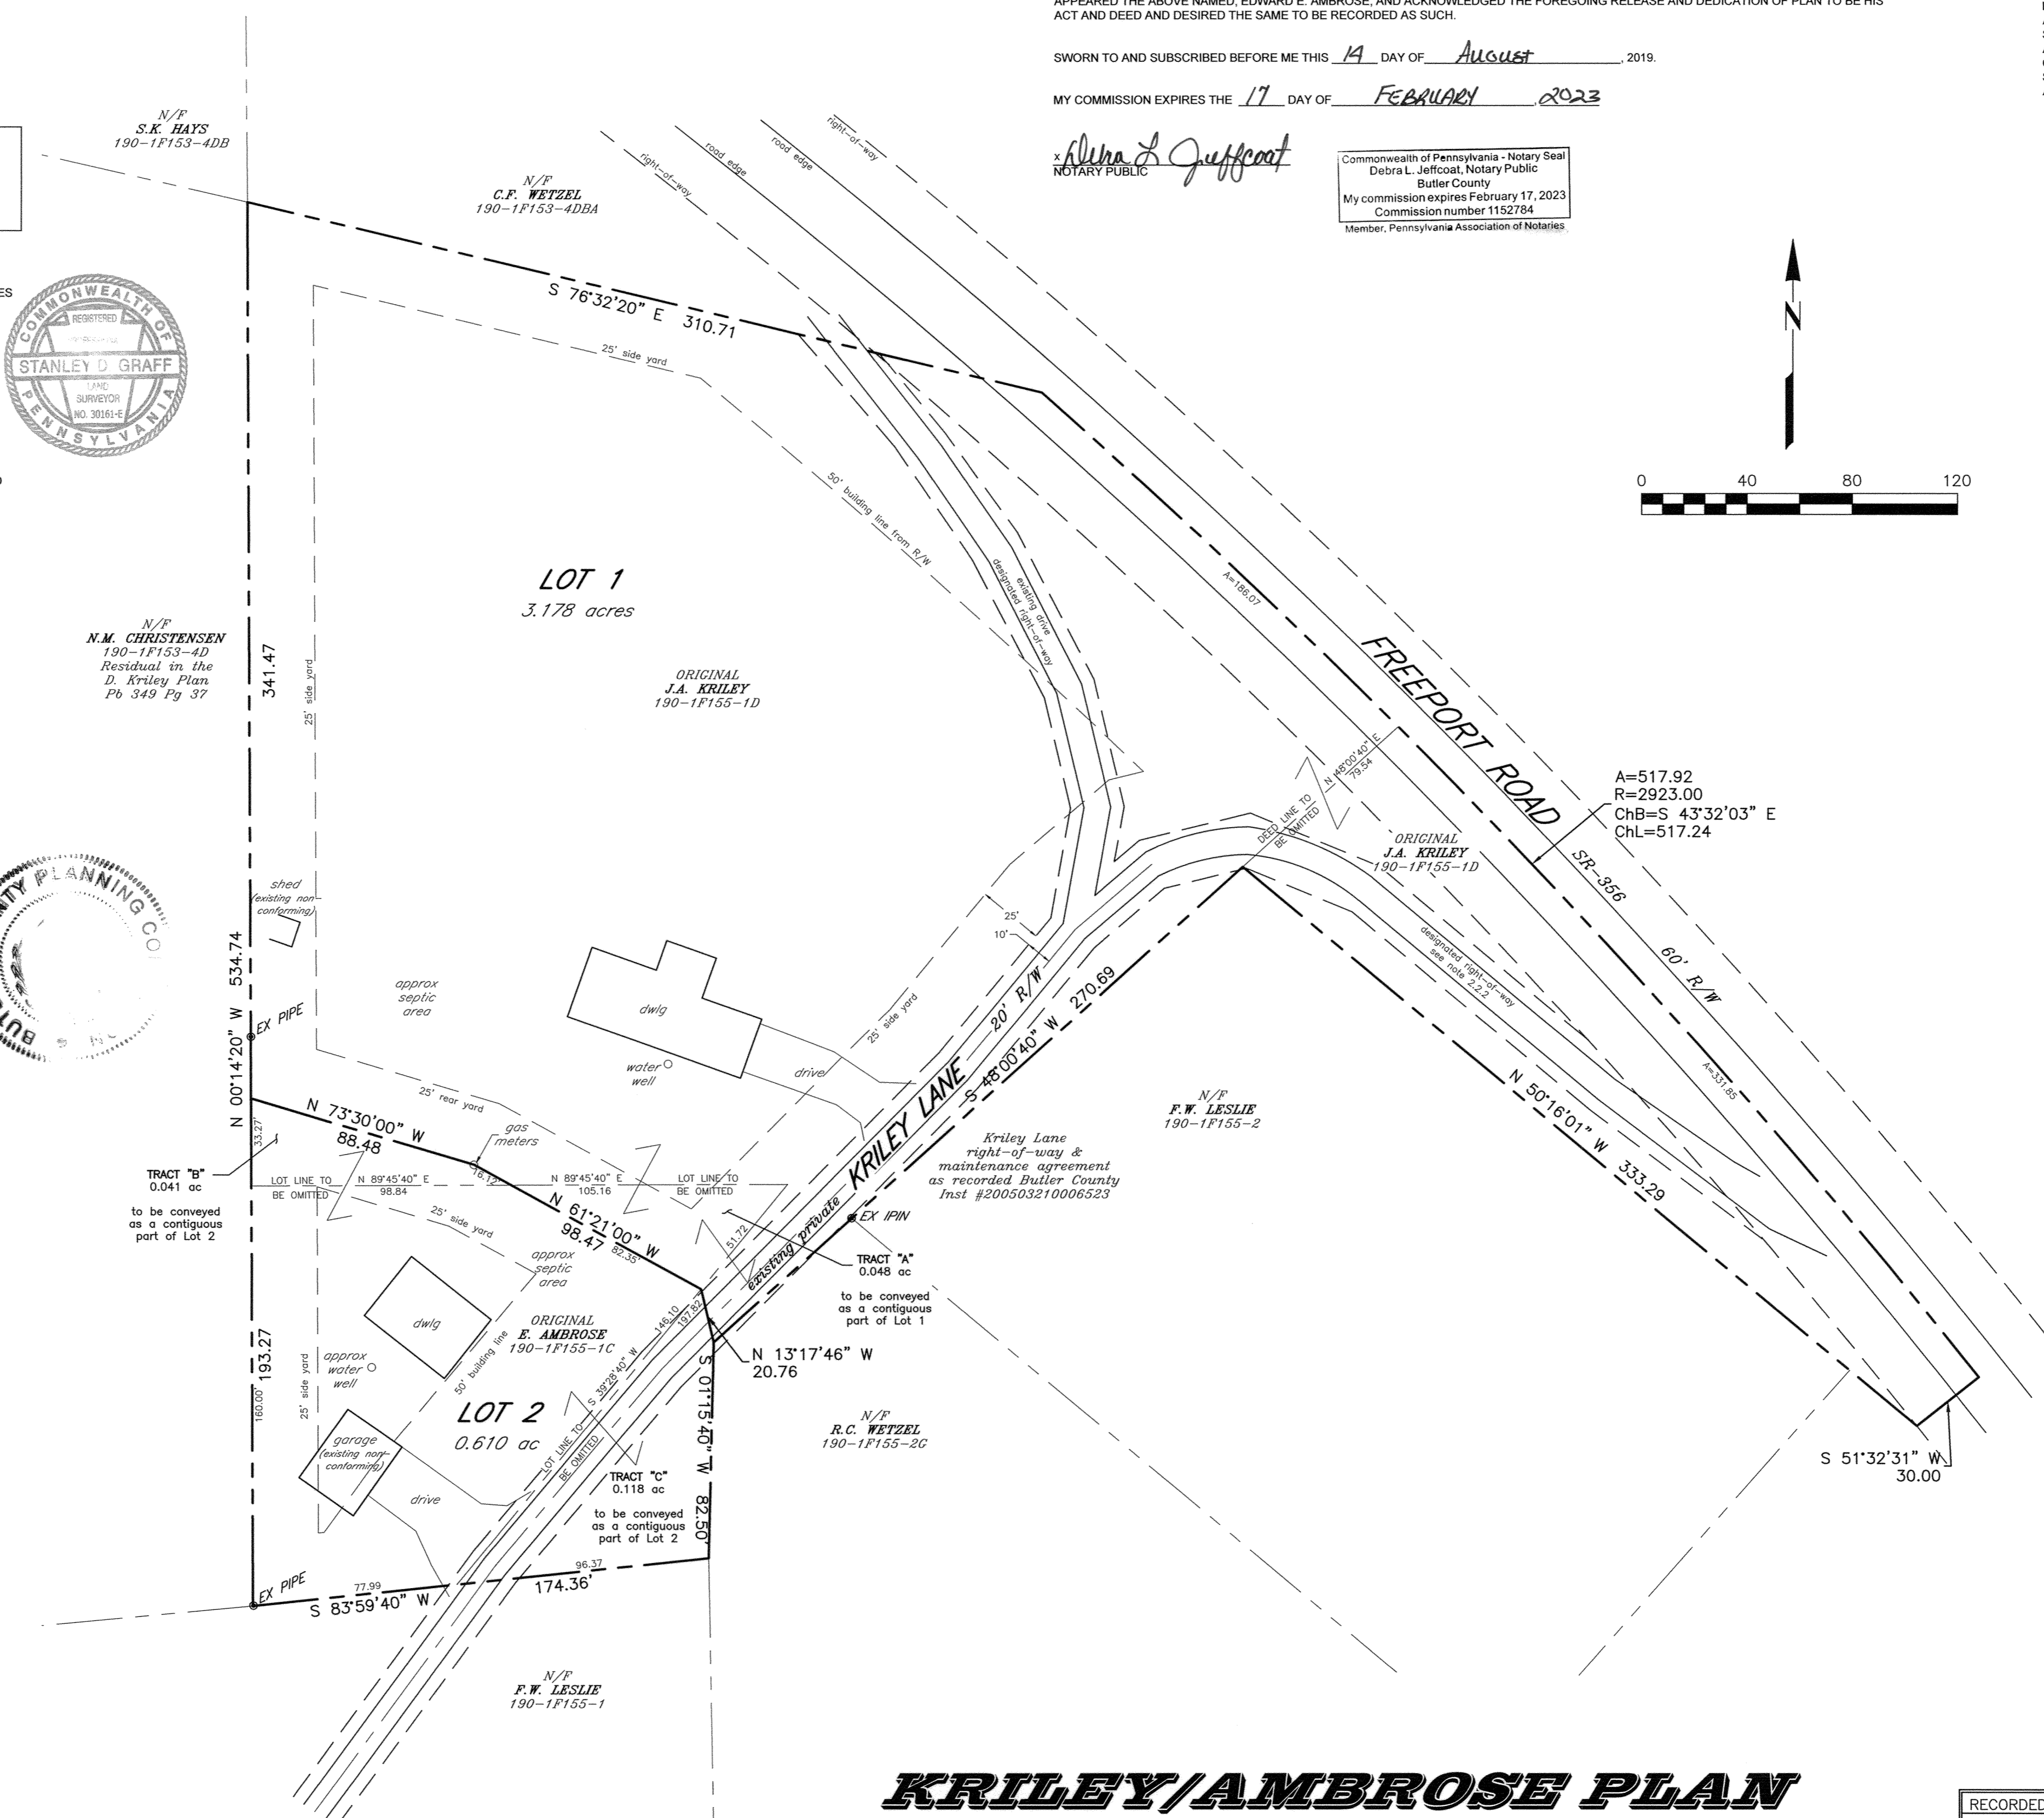 APPEARED THE ABOVE NAMED, EDWARD E. AMBROSE, AND ACKNOWLEDGED THE FOREGOING RELEASE AND DEDICATION OF PLAN TO BE HIS
ACT AND DEED AND DESIRED THE SAME TO BE RECORDED AS SUCH.
SWORN TO AND SUBSCRIBED BEFORE ME THIS 14 DAY OF August, 2019.
MY COMMISSION EXPIRES THE 17 DAY OF FEBRUARY, 2023
x Debra L Jeffcoat
NOTARY PUBLIC
Commonwealth of Pennsylvania - Notary Seal
Debra L. Jeffcoat, Notary Public
Butler County
My commission expires February 17, 2023
Commission number 1152784
Member, Pennsylvania Association of Notaries
N/F
S.K. HAYS
190-1F153-4DB
N/F
C.F. WETZEL
190-1F153-4DBA
right-of-way
road edge
road edge
right-of-way
ES
COMMONWEALTH OF
REGISTERED
STANLEY D GRAFF
LAND
SURVEYOR
NO. 30161-E
PENNSYLVANIA
S 76°32'20" E 310.71
25' side yard
N
0 40 80 120
50' building line from R/W
existing drive
designated right-of-way
LOT 1
3.178 acres
A=186.07
N/F
N.M. CHRISTENSEN
190-1F153-4D
Residual in the
D. Kriley Plan
Pb 349 Pg 37
341.47
25' side yard
ORIGINAL
J.A. KRILEY
190-1F155-1D
FREEPORT ROAD
SR-356
60' R/W
N 48°00'40" E
79.54
DEED LINE TO
BE OMITTED
A=517.92
R=2923.00
ChB=S 43°32'03" E
ChL=517.24
ORIGINAL
J.A. KRILEY
190-1F155-1D
NTY PLANNING CO
BUT
shed
(existing non-
conforming)
N 00°14'20" W 534.74
EX PIPE
approx
septic
area
dwlg
water
well
drive
25'
10'
25' side yard
20' R/W
S 48°00'40" W 270.69
designated right-of-way
see note 2.2.2
A=331.85
N 50°16'01" W 333.29
25' rear yard
N 73°30'00" W
88.48
gas
meters
16.12'
33.27'
TRACT "B"
0.041 ac
to be conveyed
as a contiguous
part of Lot 2
LOT LINE TO
BE OMITTED
N 89°45'40" E
98.84
N 89°45'40" E
105.16
LOT LINE TO
BE OMITTED
N 61°21'00" W
98.47
82.35'
51.72
existing private KRILEY LANE
EX IPIN
Kriley Lane
right-of-way &
maintenance agreement
as recorded Butler County
Inst #200503210006523
N/F
F.W. LESLIE
190-1F155-2
TRACT "A"
0.048 ac
to be conveyed
as a contiguous
part of Lot 1
25' side yard
approx
septic
area
dwlg
ORIGINAL
E. AMBROSE
190-1F155-1C
146.10
197.82
N 13°17'46" W
20.76
193.27
160.00'
25' side yard
approx
water
well
50' building line
S 39°28'40" W
LOT LINE TO
BE OMITTED
S 01°15'40" W 82.50'
LOT 2
0.610 ac
garage
(existing non-
conforming)
drive
TRACT "C"
0.118 ac
to be conveyed
as a contiguous
part of Lot 2
N/F
R.C. WETZEL
190-1F155-2G
S 51°32'31" W
30.00
EX PIPE
77.99
S 83°59'40" W
96.37
174.36'
N/F
F.W. LESLIE
190-1F155-1
KRILEY/AMBROSE PLAN
RECORDED